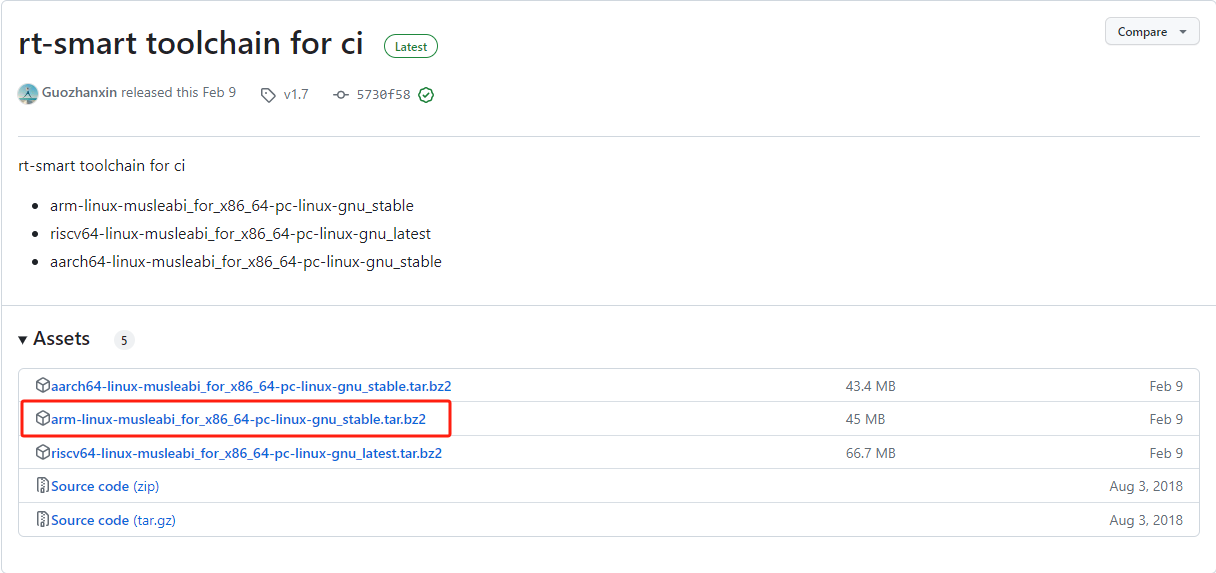 rt-smart toolchain for ci Latest Compare
Guozhanxin released this Feb 9 v1.7 5730f58
rt-smart toolchain for ci
arm-linux-musleabi_for_x86_64-pc-linux-gnu_stable
riscv64-linux-musleabi_for_x86_64-pc-linux-gnu_latest
aarch64-linux-musleabi_for_x86_64-pc-linux-gnu_stable
Assets 5
aarch64-linux-musleabi_for_x86_64-pc-linux-gnu_stable.tar.bz2 43.4 MB Feb 9
arm-linux-musleabi_for_x86_64-pc-linux-gnu_stable.tar.bz2 45 MB Feb 9
riscv64-linux-musleabi_for_x86_64-pc-linux-gnu_latest.tar.bz2 66.7 MB Feb 9
Source code (zip) Aug 3, 2018
Source code (tar.gz) Aug 3, 2018